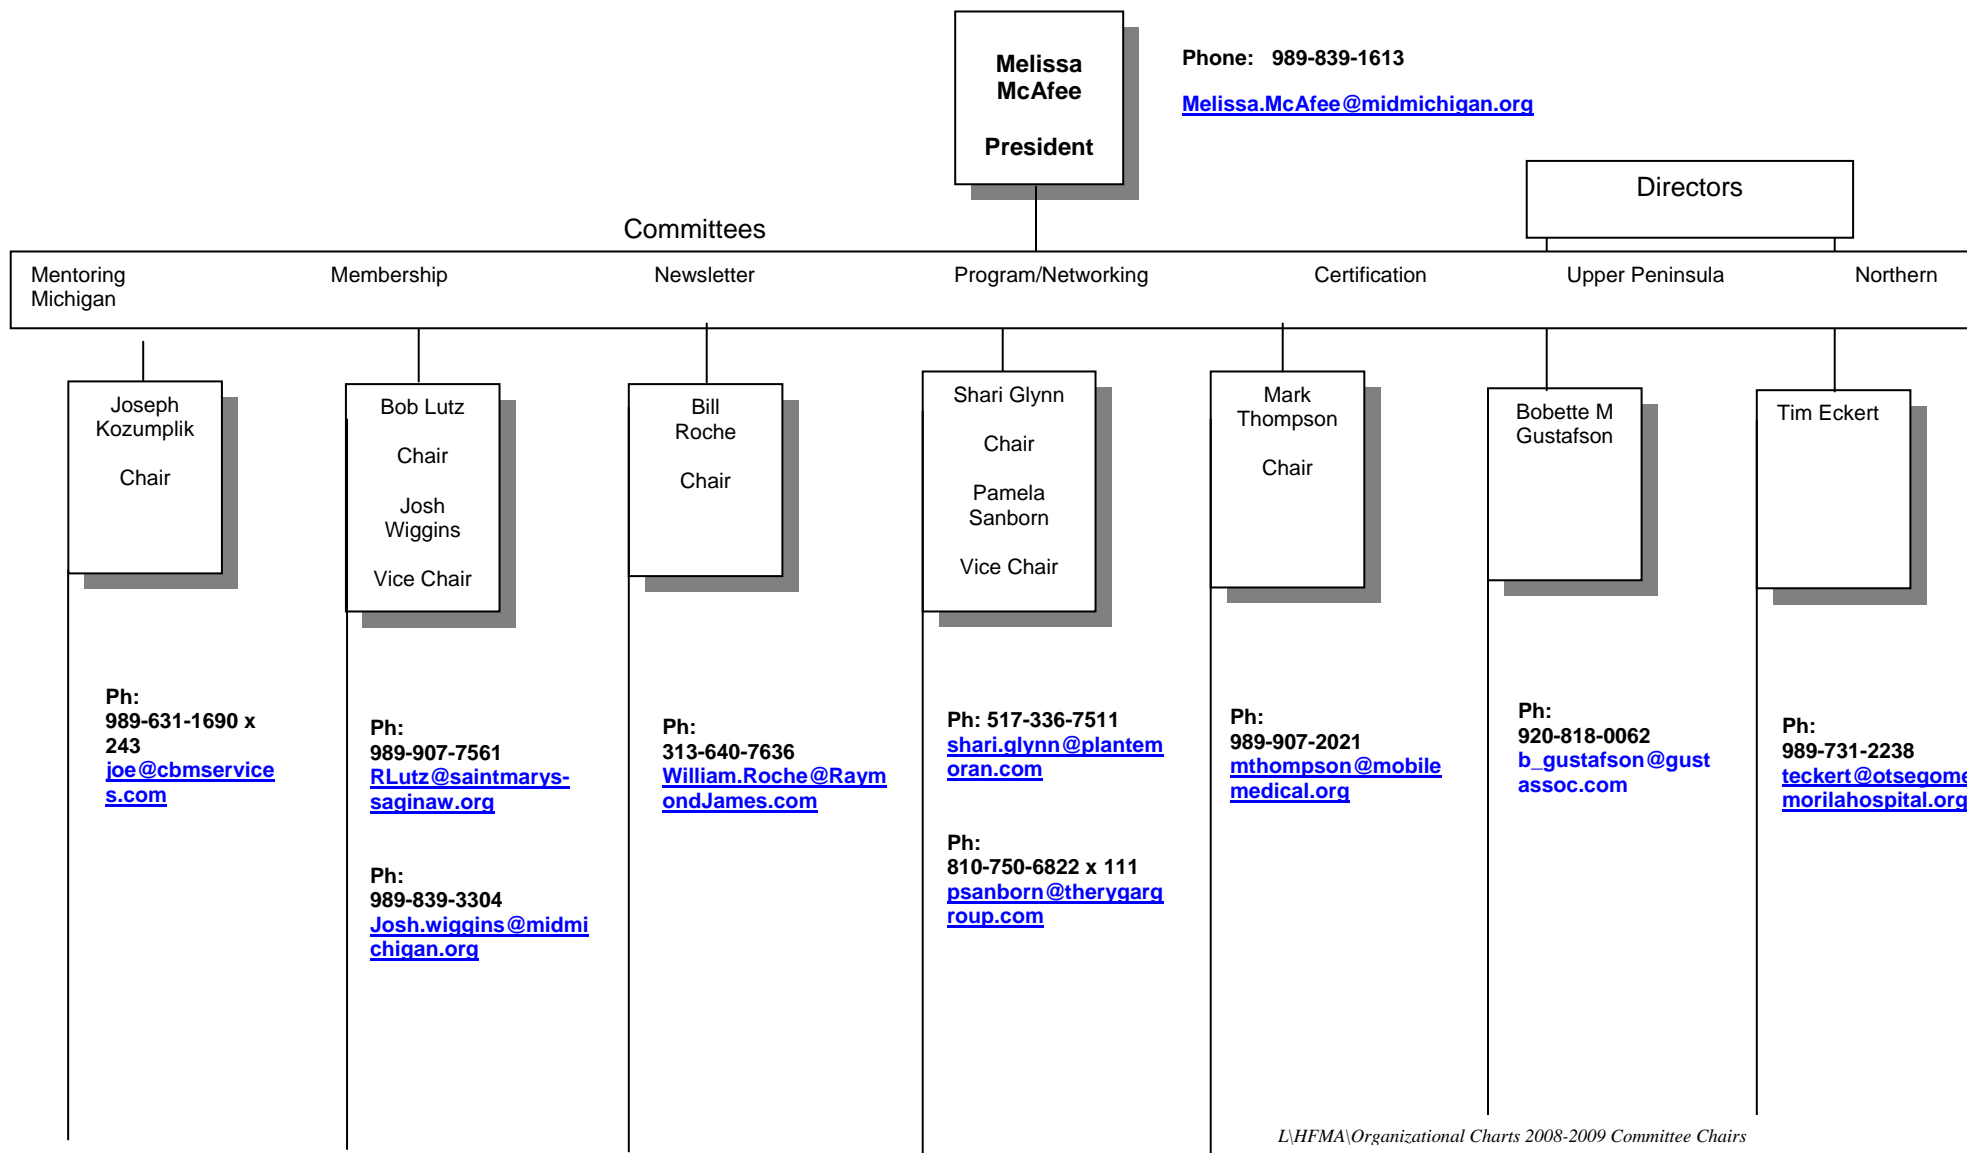 Melissa
McAfee
President
Phone: 989-839-1613
Melissa.McAfee@midmichigan.org
Directors
Committees
Mentoring Membership Newsletter Program/Networking Certification Upper Peninsula Northern
Michigan
Joseph
Kozumplik
Chair
Bob Lutz
Chair
Josh
Wiggins
Vice Chair
Bill
Roche
Chair
Shari Glynn
Chair
Pamela
Sanborn
Vice Chair
Mark
Thompson
Chair
Bobette M
Gustafson
Tim Eckert
Ph:
989-631-1690 x
243
joe@cbmservice
s.com
Ph:
989-907-7561
RLutz@saintmarys-
saginaw.org
Ph:
989-839-3304
Josh.wiggins@midmi
chigan.org
Ph:
313-640-7636
William.Roche@Raym
ondJames.com
Ph: 517-336-7511
shari.glynn@plantem
oran.com
Ph:
810-750-6822 x 111
psanborn@therygarg
roup.com
Ph:
989-907-2021
mthompson@mobile
medical.org
Ph:
920-818-0062
b_gustafson@gust
assoc.com
Ph:
989-731-2238
teckert@otsegome
morilahospital.org
L\HFMA\Organizational Charts 2008-2009 Committee Chairs